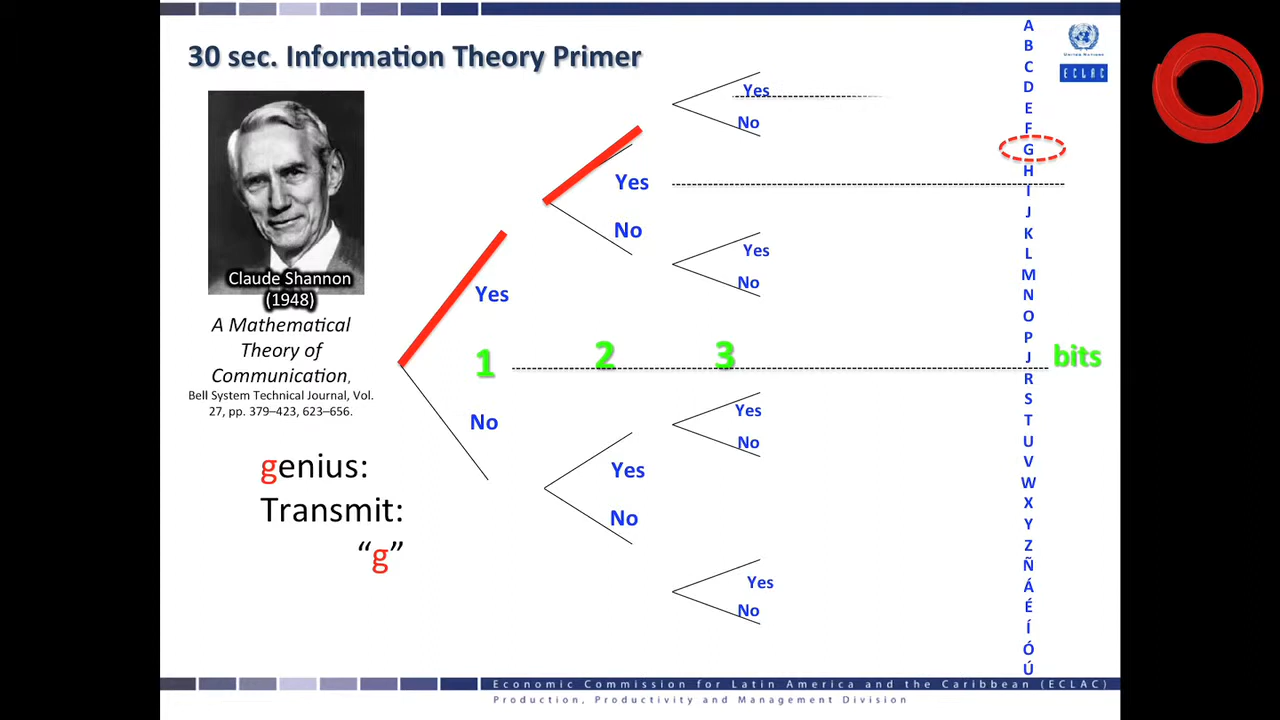 30 sec. Information Theory Primer
Claude Shannon
(1948)
A Mathematical
Theory of
Communication,
Bell System Technical Journal, Vol.
27, pp. 379–423, 623–656.
genius:
Transmit:
“g”
Yes
No
Yes
No
Yes
No
Yes
No
Yes
No
Yes
No
Yes
No
1
2
3
bits
A
B
C
D
E
F
G
H
I
J
K
L
M
N
O
P
J
R
S
T
U
V
W
X
Y
Z
Ñ
Á
É
Í
Ó
Ú
United Nations
ECLAC
Economic Commission for Latin America and the Caribbean (ECLAC)
Production, Productivity and Management Division